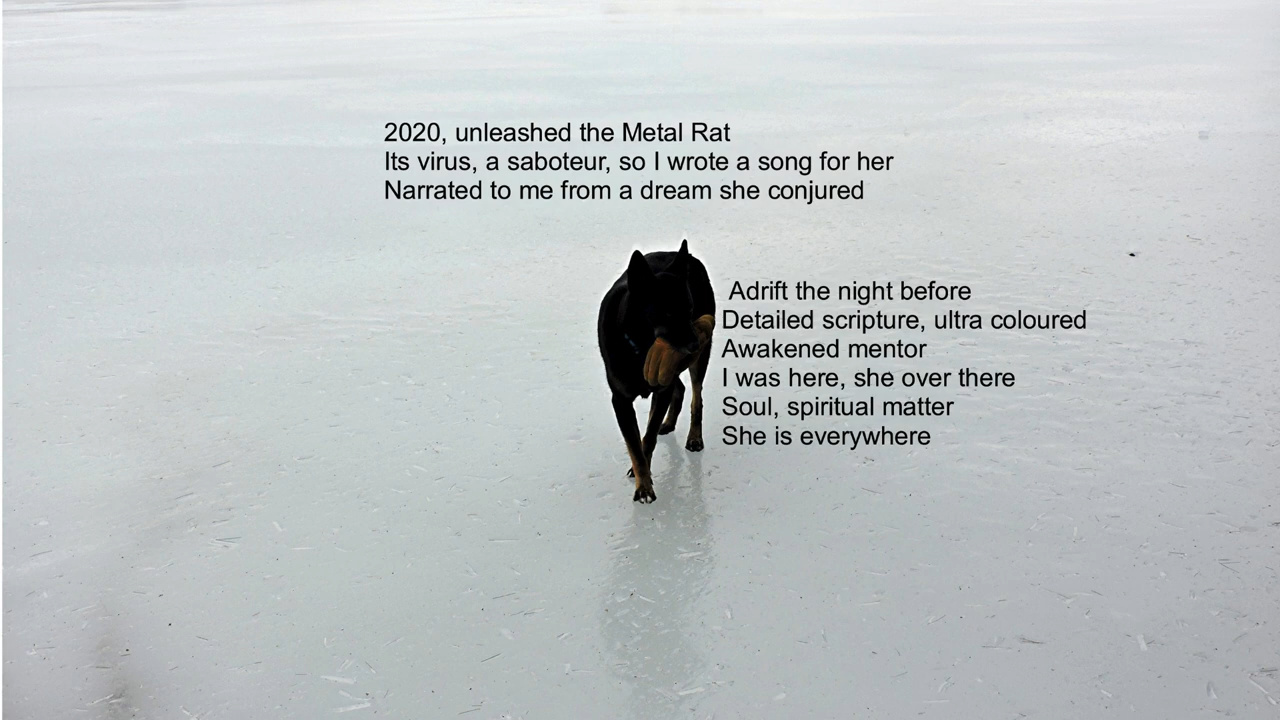 2020, unleashed the Metal Rat
Its virus, a saboteur, so I wrote a song for her
Narrated to me from a dream she conjured
Adrift the night before
Detailed scripture, ultra coloured
Awakened mentor
I was here, she over there
Soul, spiritual matter
She is everywhere